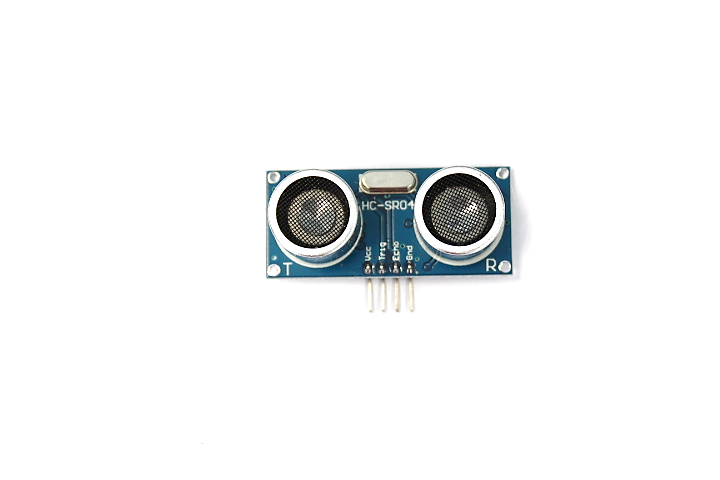 HC-SR04
Vcc
Trig
Echo
Gnd
T
R